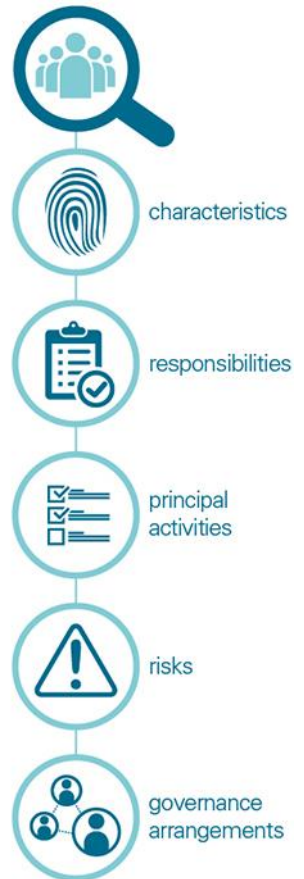 characteristics
responsibilities
principal
activities
risks
governance
arrangements